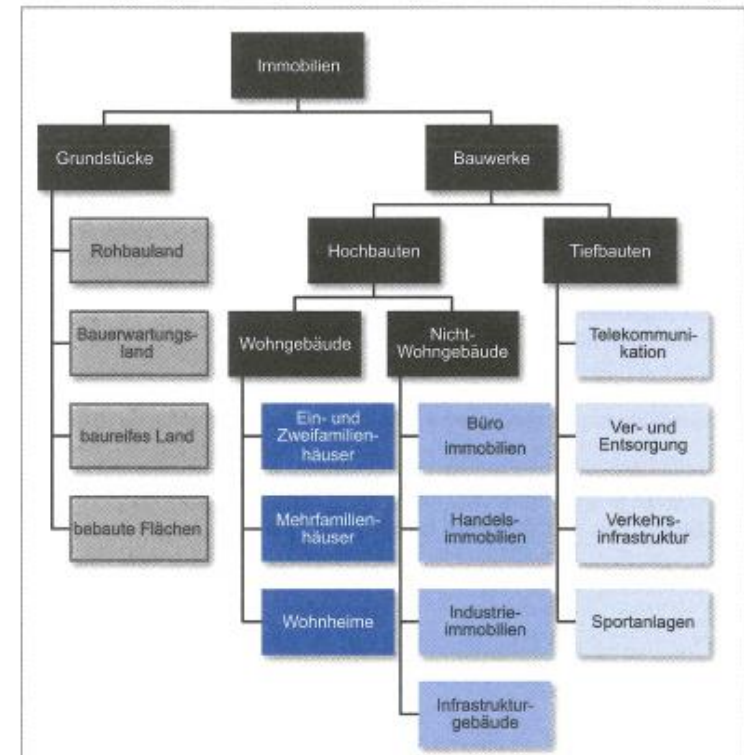 Immobilien
Grundstücke
Bauwerke
Rohbauland
Hochbauten
Tiefbauten
Bauerwartungs-
land
Wohngebäude
Nicht-
Wohngebäude
Telekommuni-
kation
baureifes Land
Ein- und
Zweifamilien-
häuser
Büro
immobilien
Ver- und
Entsorgung
bebaute Flächen
Mehrfamilien-
häuser
Handels-
immobilien
Verkehrs-
infrastruktur
Wohnheime
Industrie-
immobilien
Sportanlagen
Infrastruktur-
gebäude